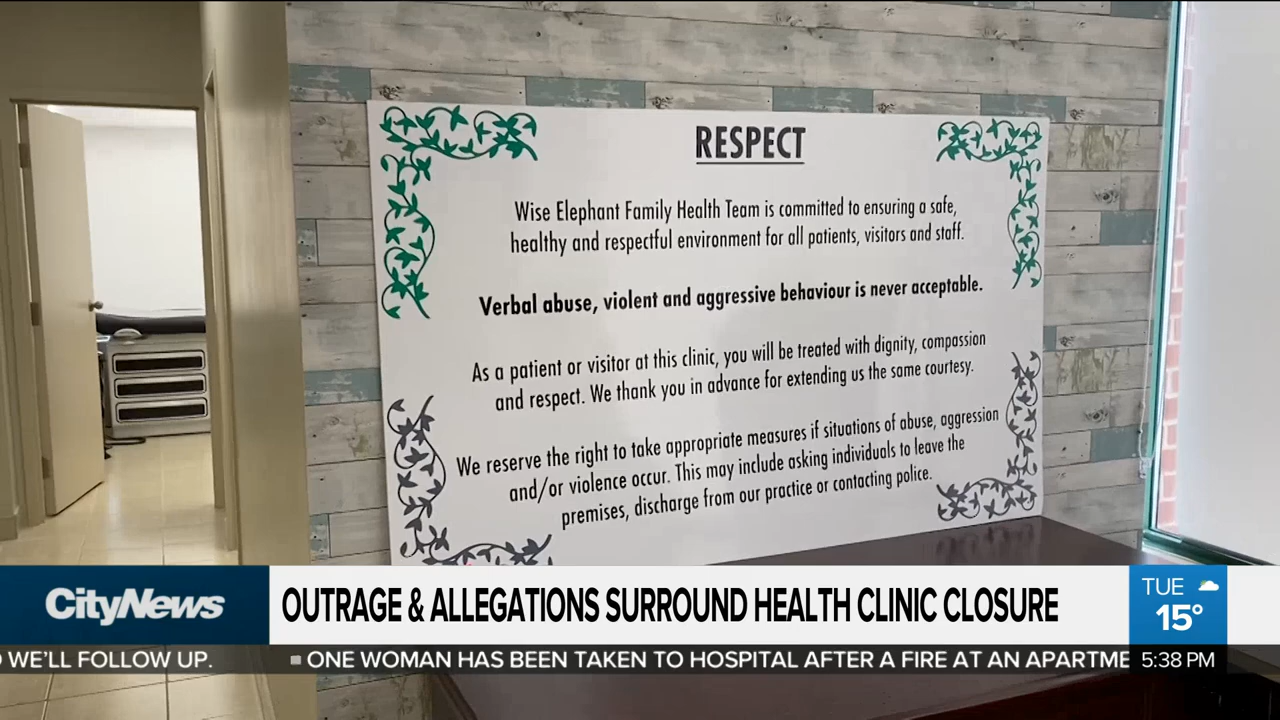 RESPECT
Wise Elephant Family Health Team is committed to ensuring a safe,
healthy and respectful environment for all patients, visitors and staff.
Verbal abuse, violent and aggressive behaviour is never acceptable.
As a patient or visitor at this clinic, you will be treated with dignity, compassion
and respect. We thank you in advance for extending us the same courtesy.
We reserve the right to take appropriate measures if situations of abuse, aggression
and/or violence occur. This may include asking individuals to leave the
premises, discharge from our practice or contacting police.
CityNews
OUTRAGE & ALLEGATIONS SURROUND HEALTH CLINIC CLOSURE
TUE
15°
WE'LL FOLLOW UP. ONE WOMAN HAS BEEN TAKEN TO HOSPITAL AFTER A FIRE AT AN APARTME
5:38 PM